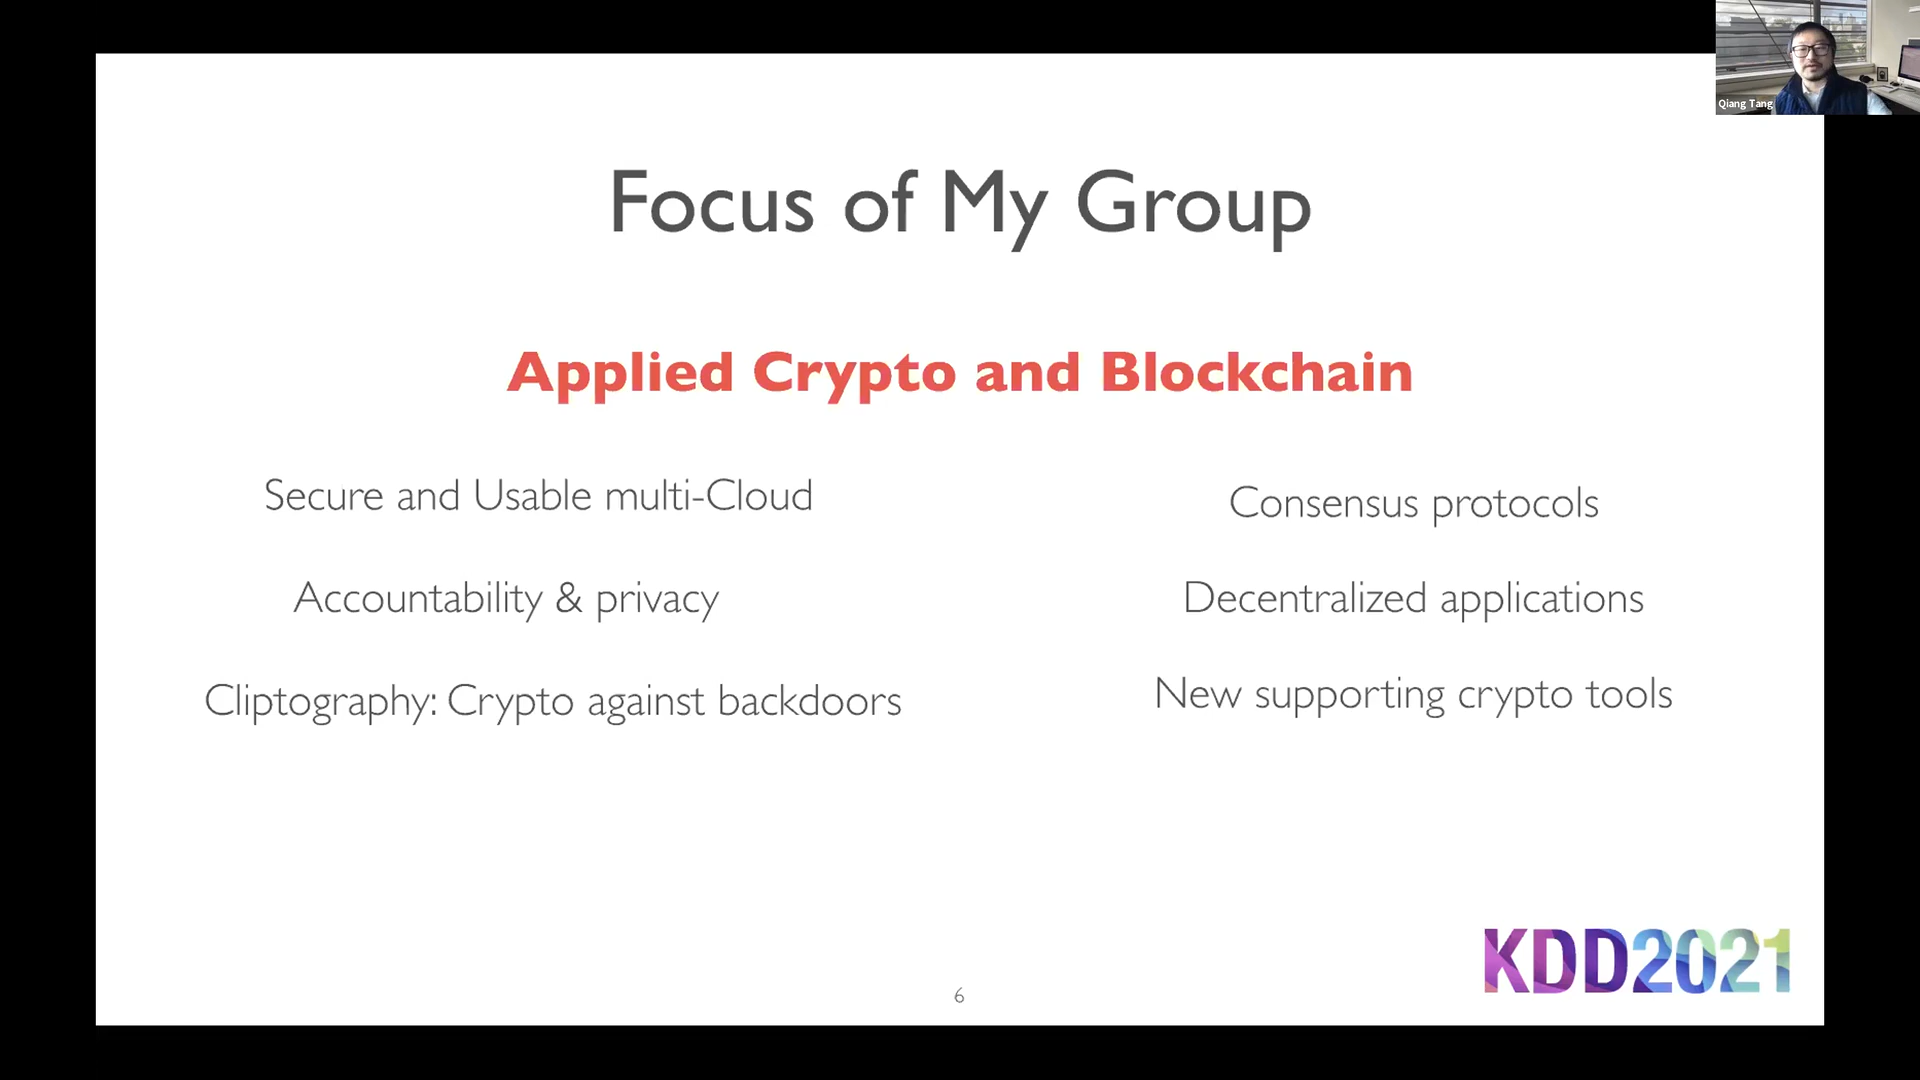 Qiang Tang
Focus of My Group
Applied Crypto and Blockchain
Secure and Usable multi-Cloud
Accountability & privacy
Cliptography: Crypto against backdoors
Consensus protocols
Decentralized applications
New supporting crypto tools
KDD2021
6